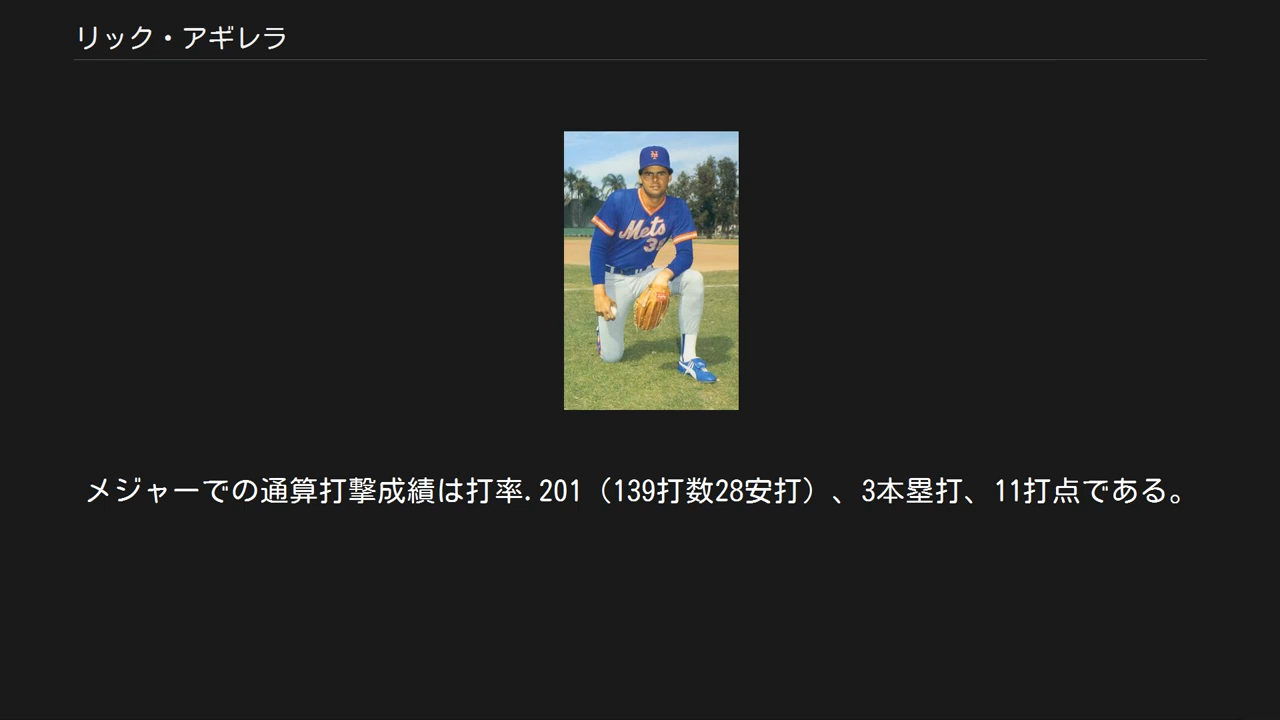 リック・アギレラ
Mets
メジャーでの通算打撃成績は打率.201（139打数28安打）、3本塁打、11打点である。